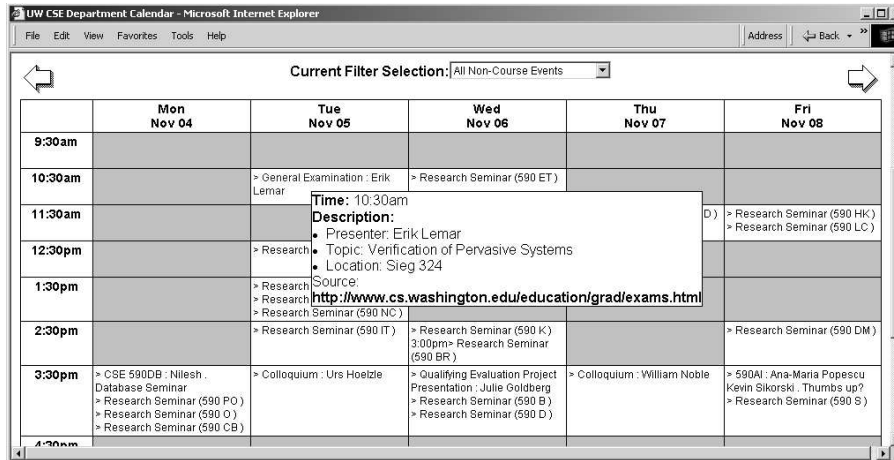 UW CSE Department Calendar - Microsoft Internet Explorer
File Edit View Favorites Tools Help
Address Back »
Current Filter Selection: All Non-Course Events
Mon Nov 04
Tue Nov 05
Wed Nov 06
Thu Nov 07
Fri Nov 08
9:30am
10:30am
> General Examination : Erik
Lemar
> Research Seminar (590 ET )
Time: 10:30am
Description:
• Presenter: Erik Lemar
• Topic: Verification of Pervasive Systems
• Location: Sieg 324
Source:
http://www.cs.washington.edu/education/grad/exams.html
11:30am
D )
> Research Seminar (590 HK )
> Research Seminar (590 LC )
12:30pm
> Research
1:30pm
> Research
> Research
> Research Seminar (590 NC )
2:30pm
> Research Seminar (590 IT )
> Research Seminar (590 K )
3:00pm> Research Seminar
(590 BR )
> Research Seminar (590 DM )
3:30pm
> CSE 590DB : Nilesh .
Database Seminar
> Research Seminar (590 PO )
> Research Seminar (590 O )
> Research Seminar (590 CB )
> Colloquium : Urs Hoelzle
> Qualifying Evaluation Project
Presentation : Julie Goldberg
> Research Seminar (590 B )
> Research Seminar (590 D )
> Colloquium : William Noble
> 590AI : Ana-Maria Popescu
Kevin Sikorski . Thumbs up?
> Research Seminar (590 S )
4:30pm